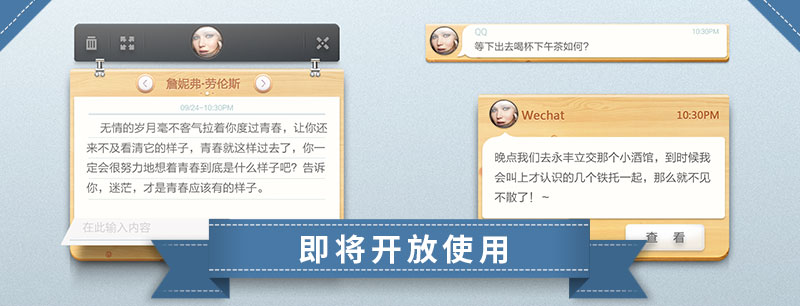 詹妮弗·劳伦斯
09/24-10:30PM
无情的岁月毫不客气拉着你度过青春，让你还
来不及看清它的样子，青春就这样过去了，你一
定会很努力地想着青春到底是什么样子吧？告诉
你，迷茫，才是青春应该有的样子。
在此输入内容
QQ
10:30PM
等下出去喝杯下午茶如何？
Wechat
10:30PM
晚点我们去永丰立交那个小酒馆，到时候我
会叫上才认识的几个铁托一起，那么就不见
不散了！~
查 看
即将开放使用